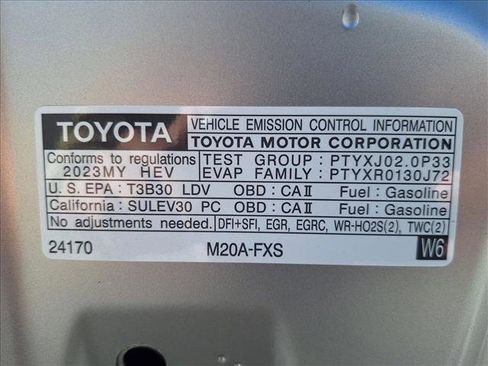 TOYOTA
VEHICLE EMISSION CONTROL INFORMATION
TOYOTA MOTOR CORPORATION
Conforms to regulations
2023MY HEV
TEST GROUP : PTYXJ02.0P33
EVAP FAMILY : PTYXR0130J72
U.S. EPA : T3B30 LDV OBD : CAⅡ Fuel : Gasoline
California : SULEV30 PC OBD : CAⅡ Fuel : Gasoline
No adjustments needed. DFI+SFI, EGR, EGRC, WR-HO2S(2), TWC(2)
24170 M20A-FXS W6